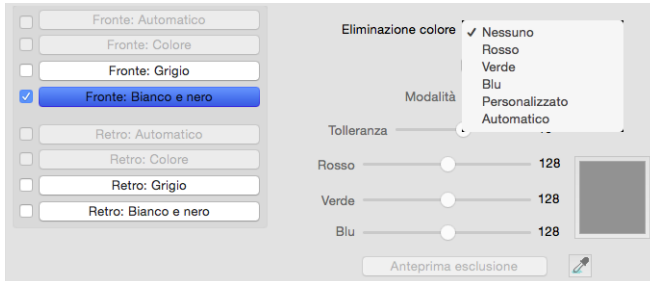 Fronte: Automatico
Fronte: Colore
Fronte: Grigio
Fronte: Bianco e nero
Retro: Automatico
Retro: Colore
Retro: Grigio
Retro: Bianco e nero
Eliminazione colore
✓ Nessuno
Rosso
Verde
Blu
Personalizzato
Automatico
Modalità
Tolleranza
Rosso 128
Verde 128
Blu 128
Anteprima esclusione